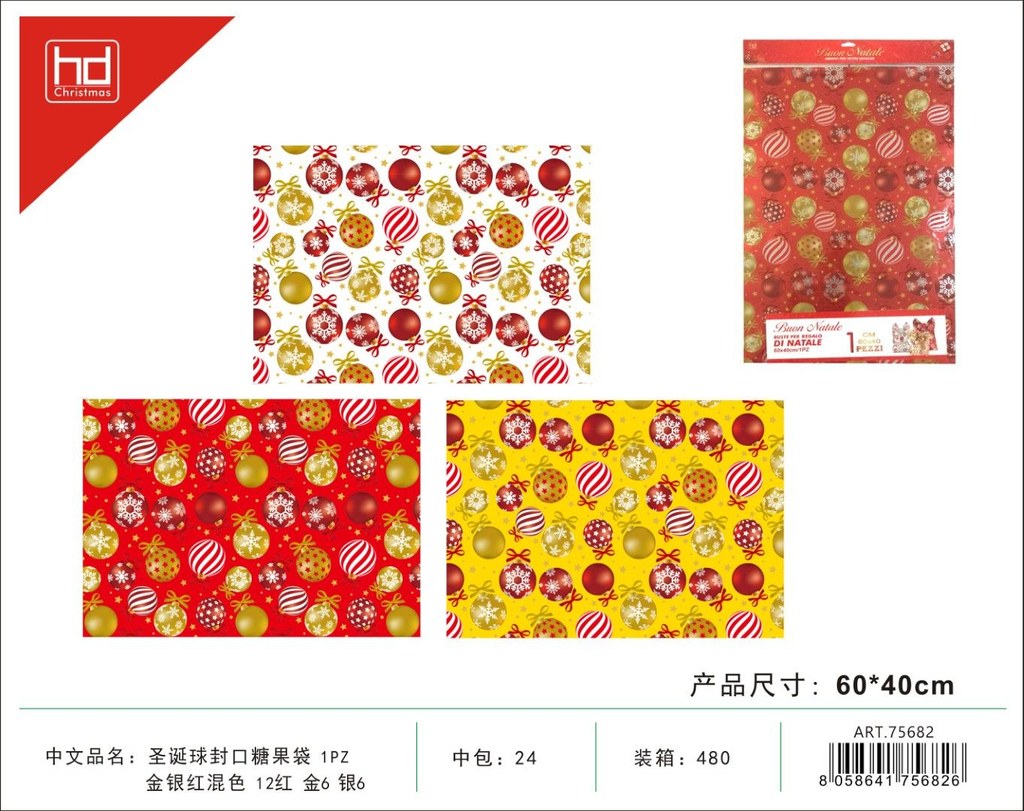 hd
Christmas
Buon Natale
Buon Natale
BUSTE PER REGALO
DI NATALE
60x40cm/1PZ
1
CM
60x40
PEZZI
产品尺寸：60*40cm
中文品名：圣诞球封口糖果袋 1PZ
金银红混色 12红 金6 银6
中包：24
装箱：480
ART.75682
8 058641 756826